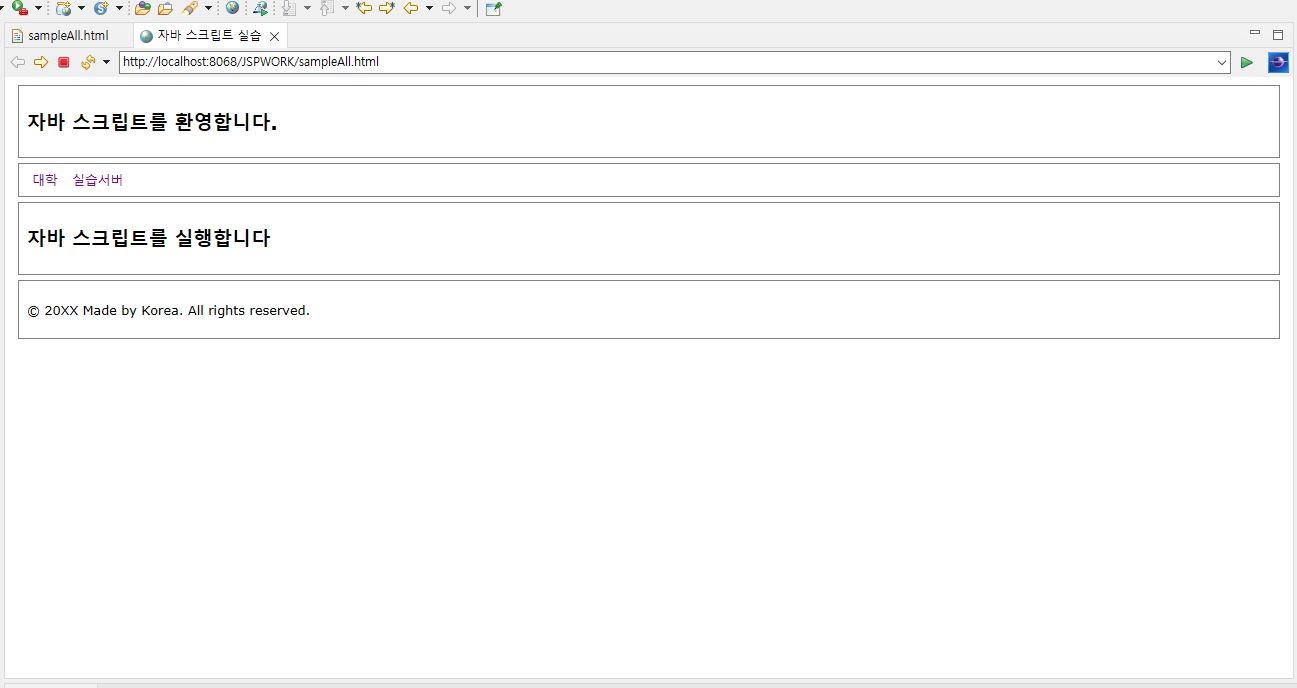 sampleAll.html
자바 스크립트 실습
http://localhost:8068/JSPWORK/sampleAll.html
자바 스크립트를 환영합니다.
대학 실습서버
자바 스크립트를 실행합니다
© 20XX Made by Korea. All rights reserved.